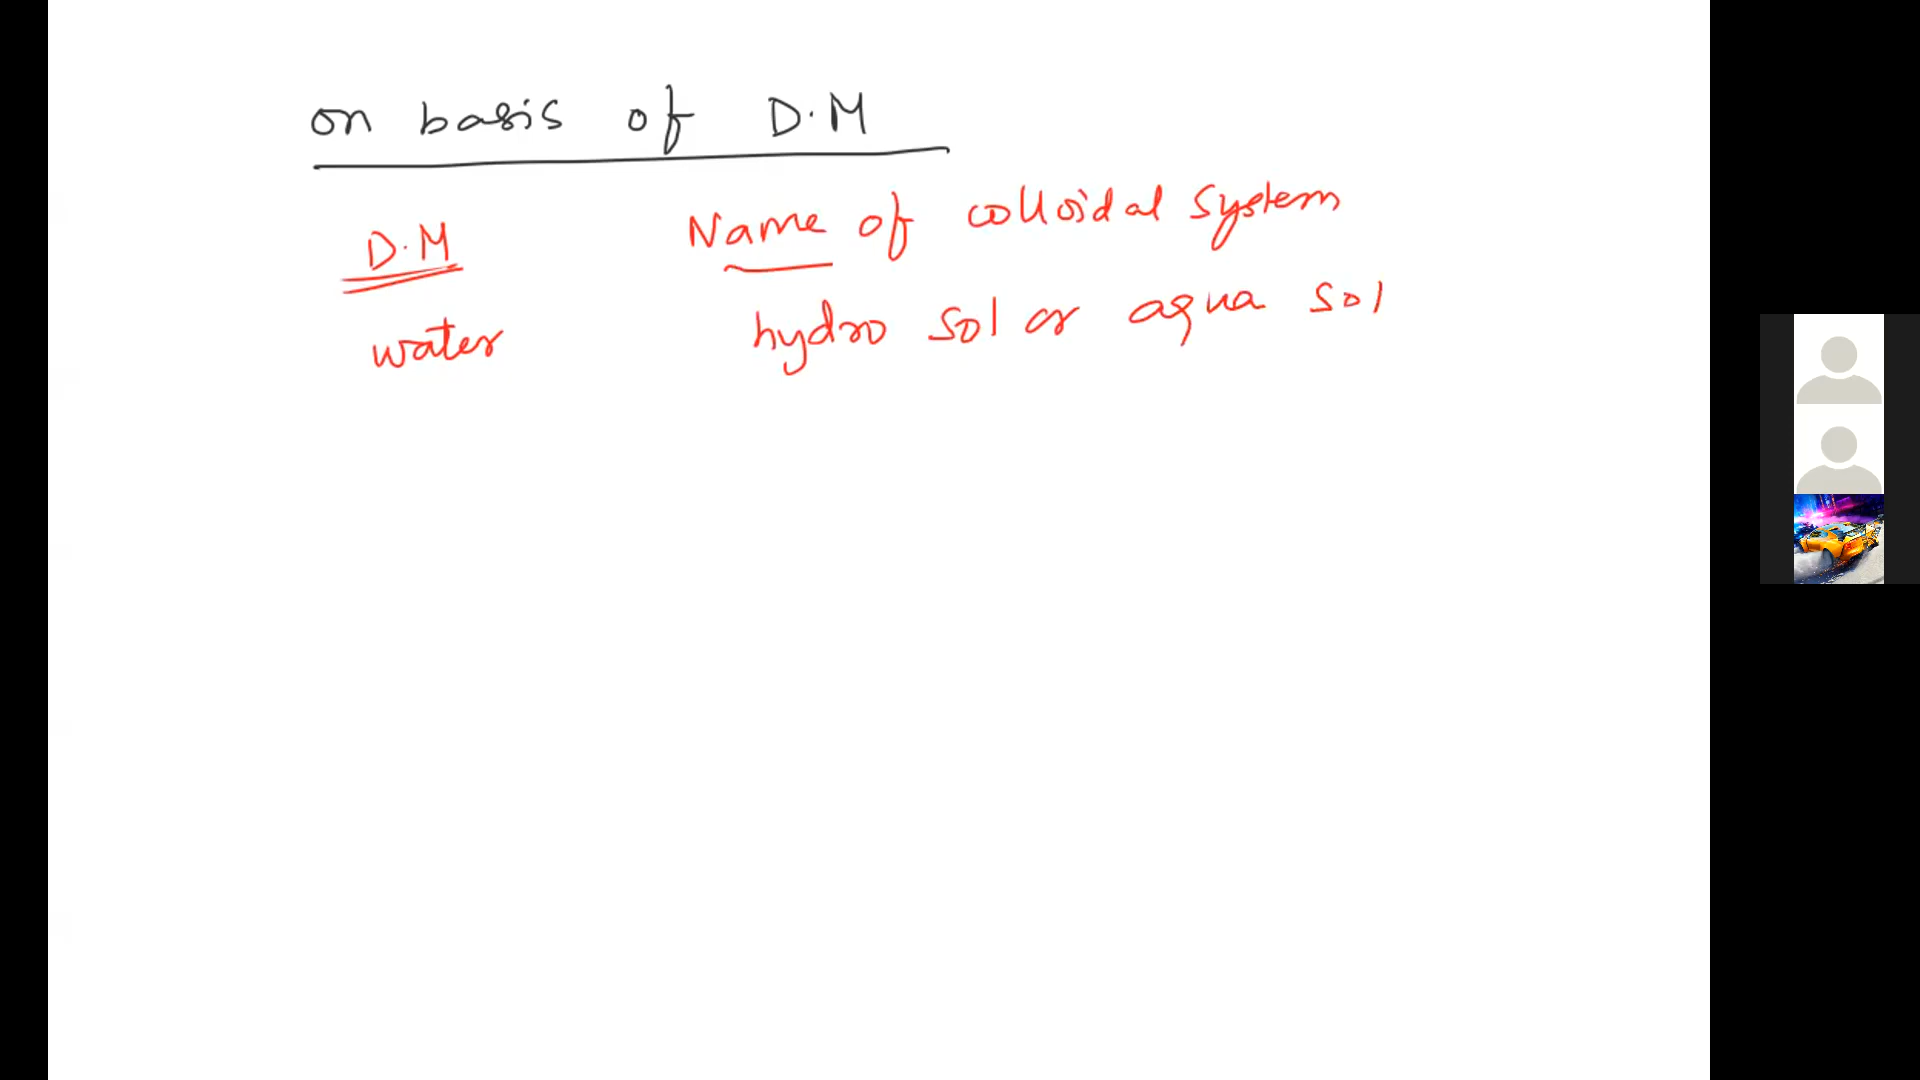 on basis of D.M
D.M Name of colloidal system
water hydro sol or aqua sol